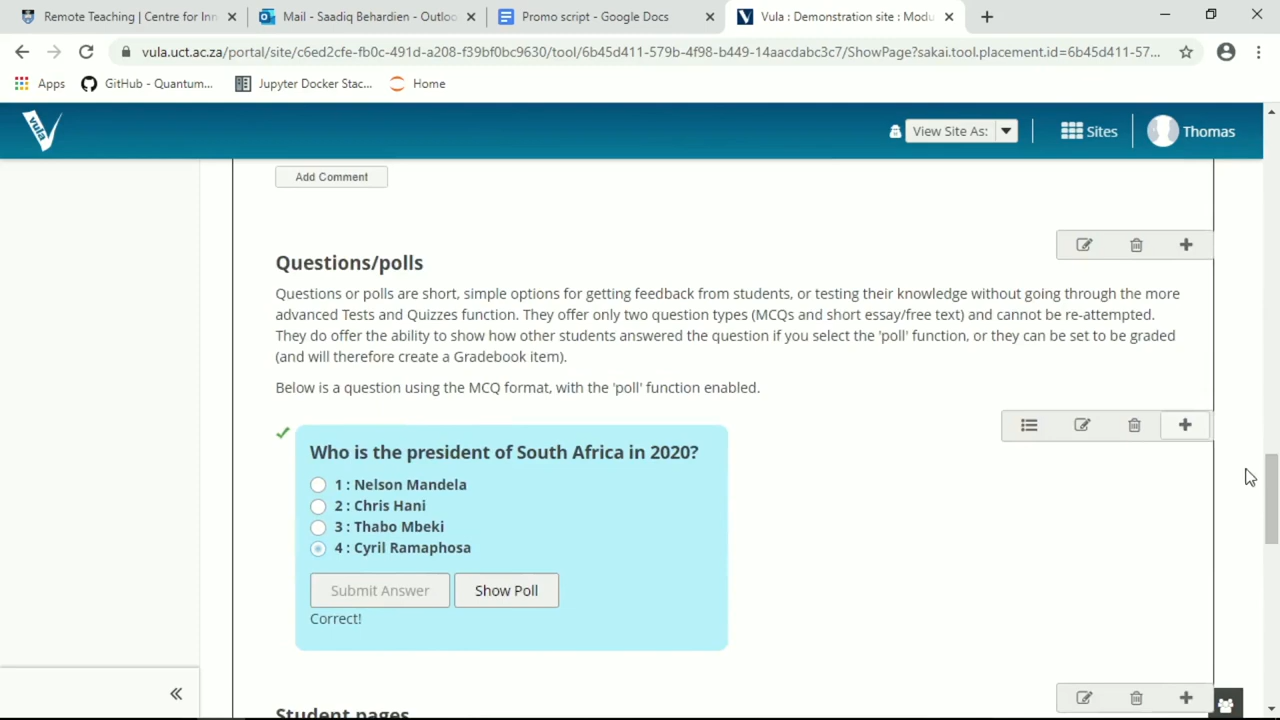 Remote Teaching | Centre for Inn
Mail - Saadiq Behardien - Outloo
Promo script - Google Docs
Vula : Demonstration site : Modu
vula.uct.ac.za/portal/site/c6ed2cfe-fb0c-491d-a208-f39bf0bc9630/tool/6b45d411-579b-4f98-b449-14aacdabc3c7/ShowPage?sakai.tool.placement.id=6b45d411-57...
Apps
GitHub - Quantum...
Jupyter Docker Stac...
Home
vula
View Site As:
Sites
Thomas
Add Comment
Questions/polls
Questions or polls are short, simple options for getting feedback from students, or testing their knowledge without going through the more
advanced Tests and Quizzes function. They offer only two question types (MCQs and short essay/free text) and cannot be re-attempted.
They do offer the ability to show how other students answered the question if you select the 'poll' function, or they can be set to be graded
(and will therefore create a Gradebook item).
Below is a question using the MCQ format, with the 'poll' function enabled.
Who is the president of South Africa in 2020?
1 : Nelson Mandela
2 : Chris Hani
3 : Thabo Mbeki
4 : Cyril Ramaphosa
Submit Answer
Show Poll
Correct!
Student pages